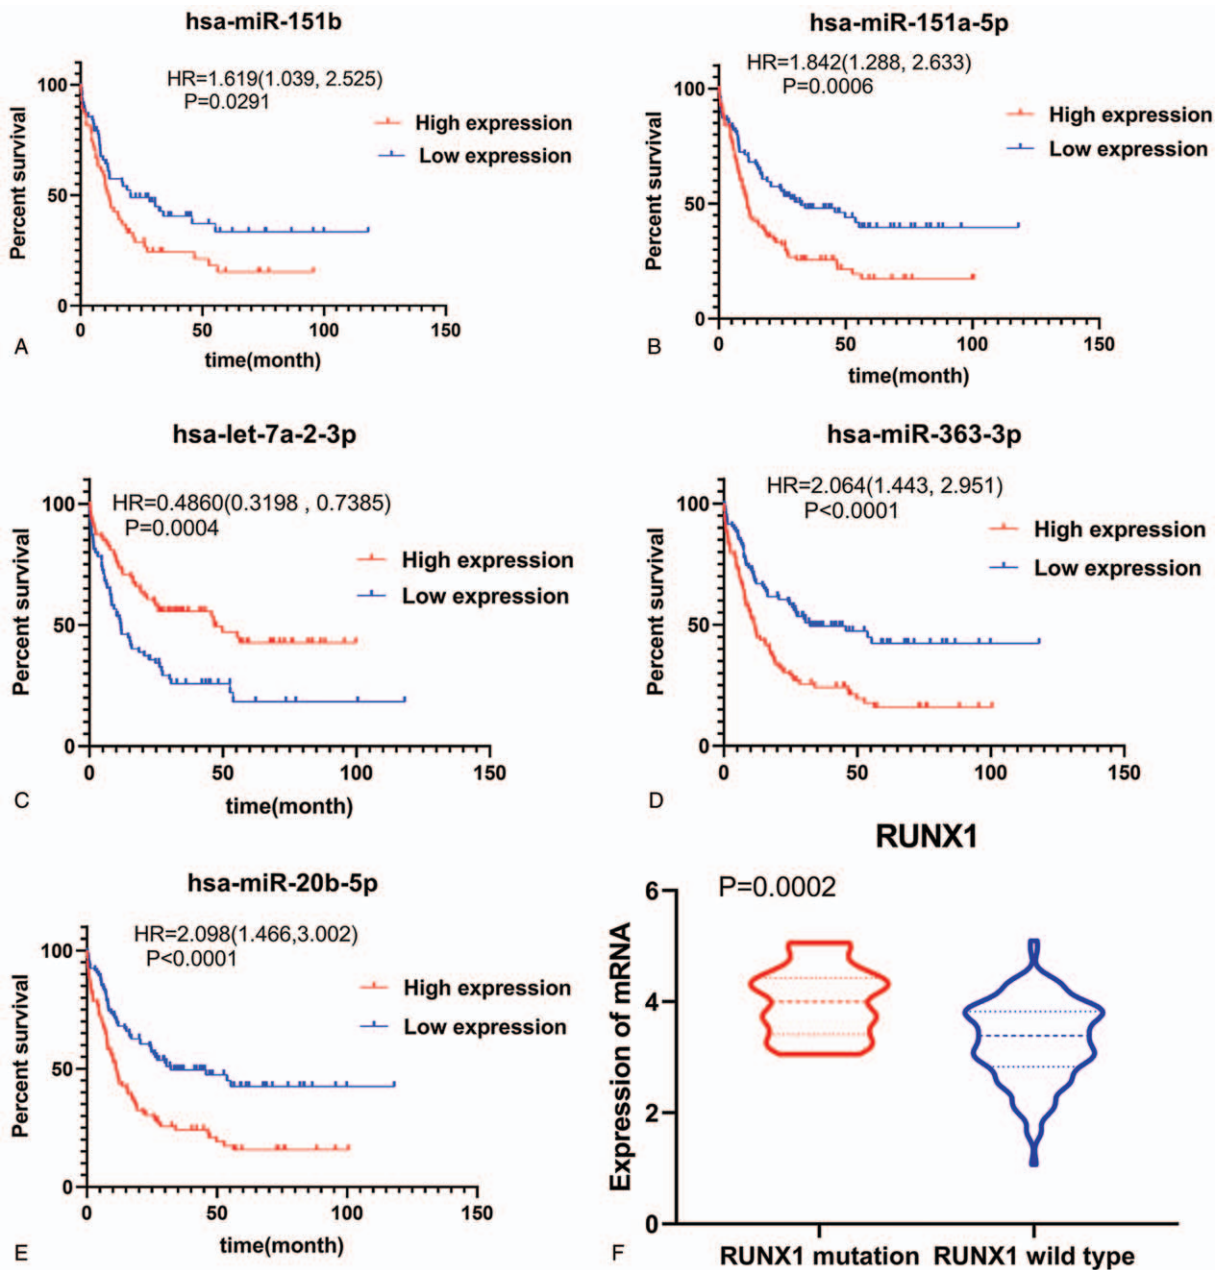 hsa-miR-151b
HR=1.619(1.039, 2.525)
P=0.0291
High expression
Low expression
Percent survival
100
50
0
0 50 100 150
time(month)
A
hsa-miR-151a-5p
HR=1.842(1.288, 2.633)
P=0.0006
High expression
Low expression
Percent survival
100
50
0
0 50 100 150
time(month)
B
hsa-let-7a-2-3p
HR=0.4860(0.3198 , 0.7385)
P=0.0004
High expression
Low expression
Percent survival
100
50
0
0 50 100 150
time(month)
C
hsa-miR-363-3p
HR=2.064(1.443, 2.951)
P<0.0001
High expression
Low expression
Percent survival
100
50
0
0 50 100 150
time(month)
D
hsa-miR-20b-5p
HR=2.098(1.466,3.002)
P<0.0001
High expression
Low expression
Percent survival
100
50
0
0 50 100 150
time(month)
E
RUNX1
P=0.0002
Expression of mRNA
6
4
2
0
RUNX1 mutation RUNX1 wild type
F